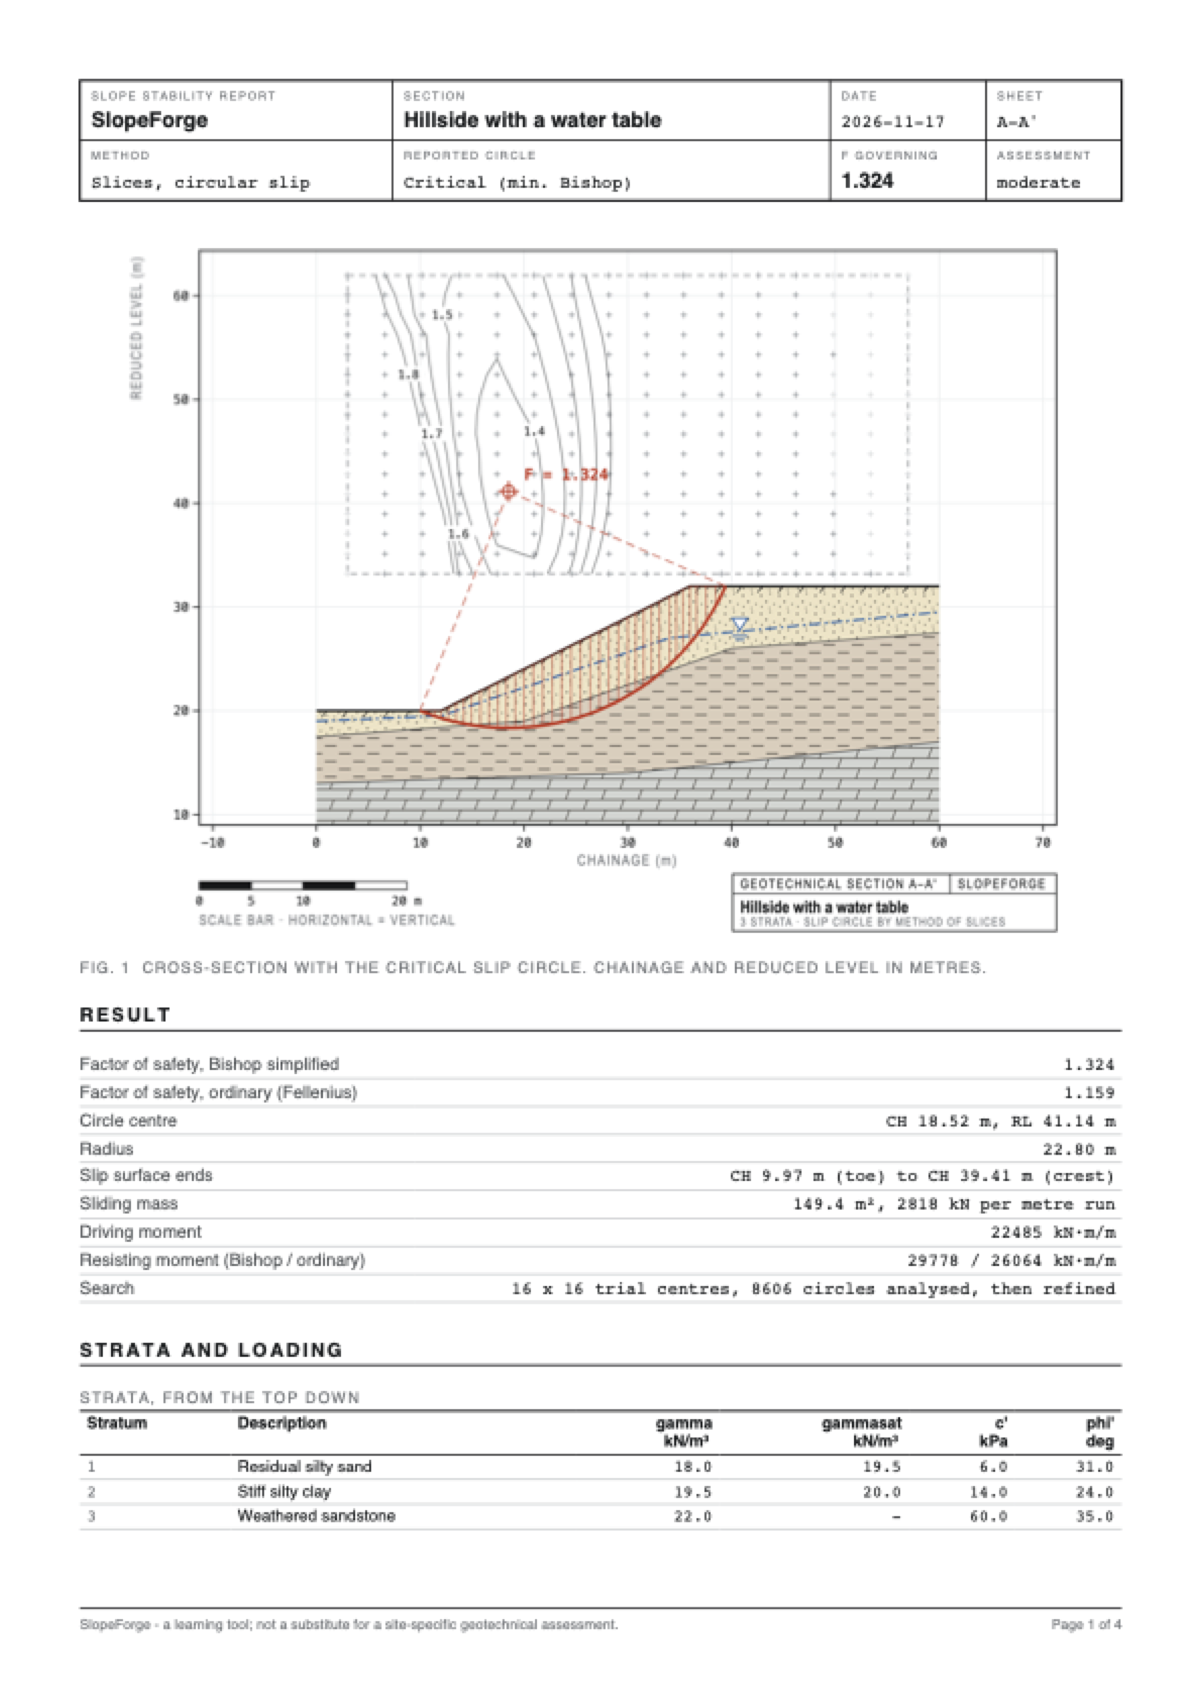 SLOPE STABILITY REPORT
SlopeForge
SECTION
Hillside with a water table
DATE
2026-11-17
SHEET
A-A'
METHOD
Slices, circular slip
REPORTED CIRCLE
Critical (min. Bishop)
F GOVERNING
1.324
ASSESSMENT
moderate
REDUCED LEVEL (m)
60
50
40
30
20
10
1.5
1.8
1.7
1.4
1.6
F = 1.324
-10 0 10 20 30 40 50 60 70
CHAINAGE (m)
0 5 10 20 m
SCALE BAR · HORIZONTAL = VERTICAL
GEOTECHNICAL SECTION A-A' SLOPEFORGE
Hillside with a water table
3 STRATA · SLIP CIRCLE BY METHOD OF SLICES
FIG. 1 CROSS-SECTION WITH THE CRITICAL SLIP CIRCLE. CHAINAGE AND REDUCED LEVEL IN METRES.
RESULT
Factor of safety, Bishop simplified 1.324
Factor of safety, ordinary (Fellenius) 1.159
Circle centre CH 18.52 m, RL 41.14 m
Radius 22.80 m
Slip surface ends CH 9.97 m (toe) to CH 39.41 m (crest)
Sliding mass 149.4 m², 2818 kN per metre run
Driving moment 22485 kN·m/m
Resisting moment (Bishop / ordinary) 29778 / 26064 kN·m/m
Search 16 x 16 trial centres, 8606 circles analysed, then refined
STRATA AND LOADING
STRATA, FROM THE TOP DOWN
Stratum Description gamma gammasat c' phi'
kN/m³ kN/m³ kPa deg
1 Residual silty sand 18.0 19.5 6.0 31.0
2 Stiff silty clay 19.5 20.0 14.0 24.0
3 Weathered sandstone 22.0 – 60.0 35.0
SlopeForge - a learning tool; not a substitute for a site-specific geotechnical assessment. Page 1 of 4